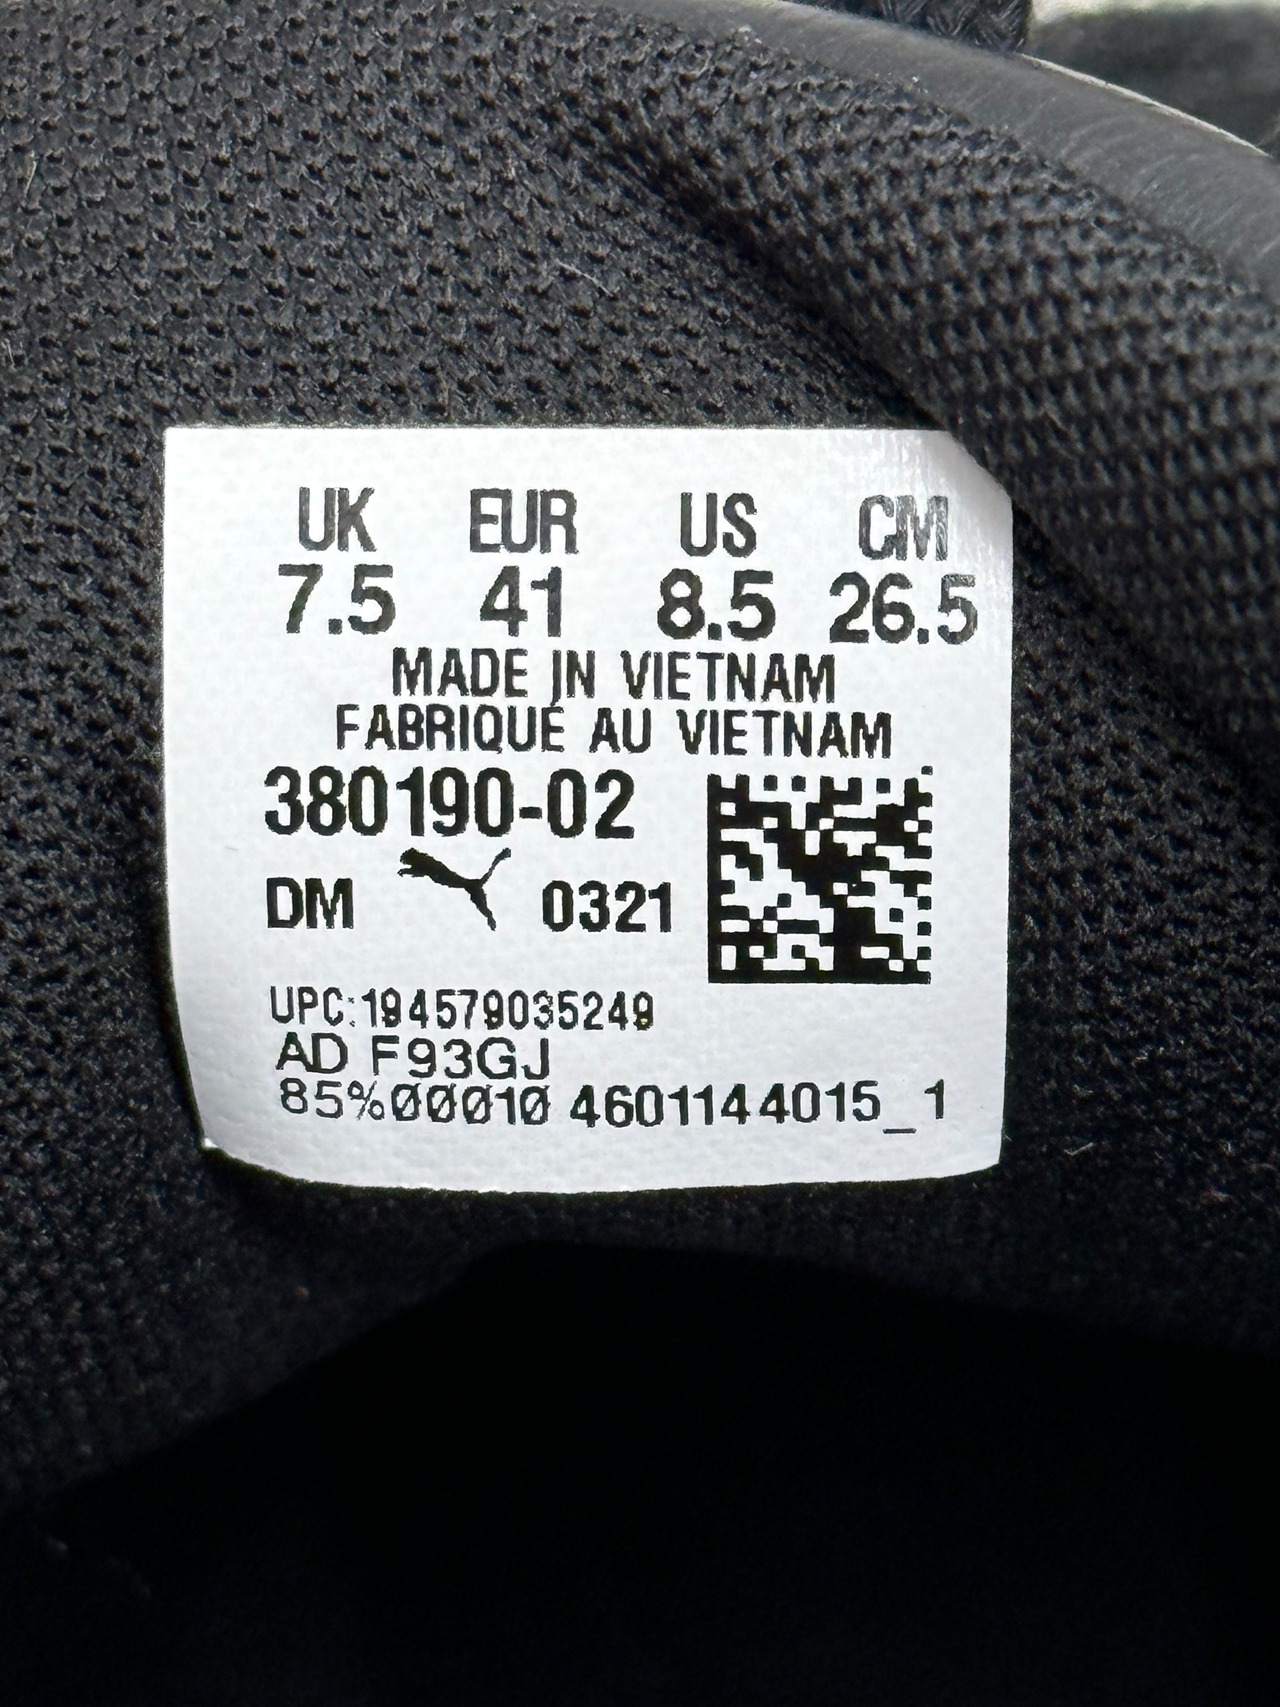 UK EUR US CM
7.5 41 8.5 26.5
MADE IN VIETNAM
FABRIQUÉ AU VIETNAM
380190-02
DM 0321
UPC:194579035249
AD F93GJ
85%00010 4601144015_1